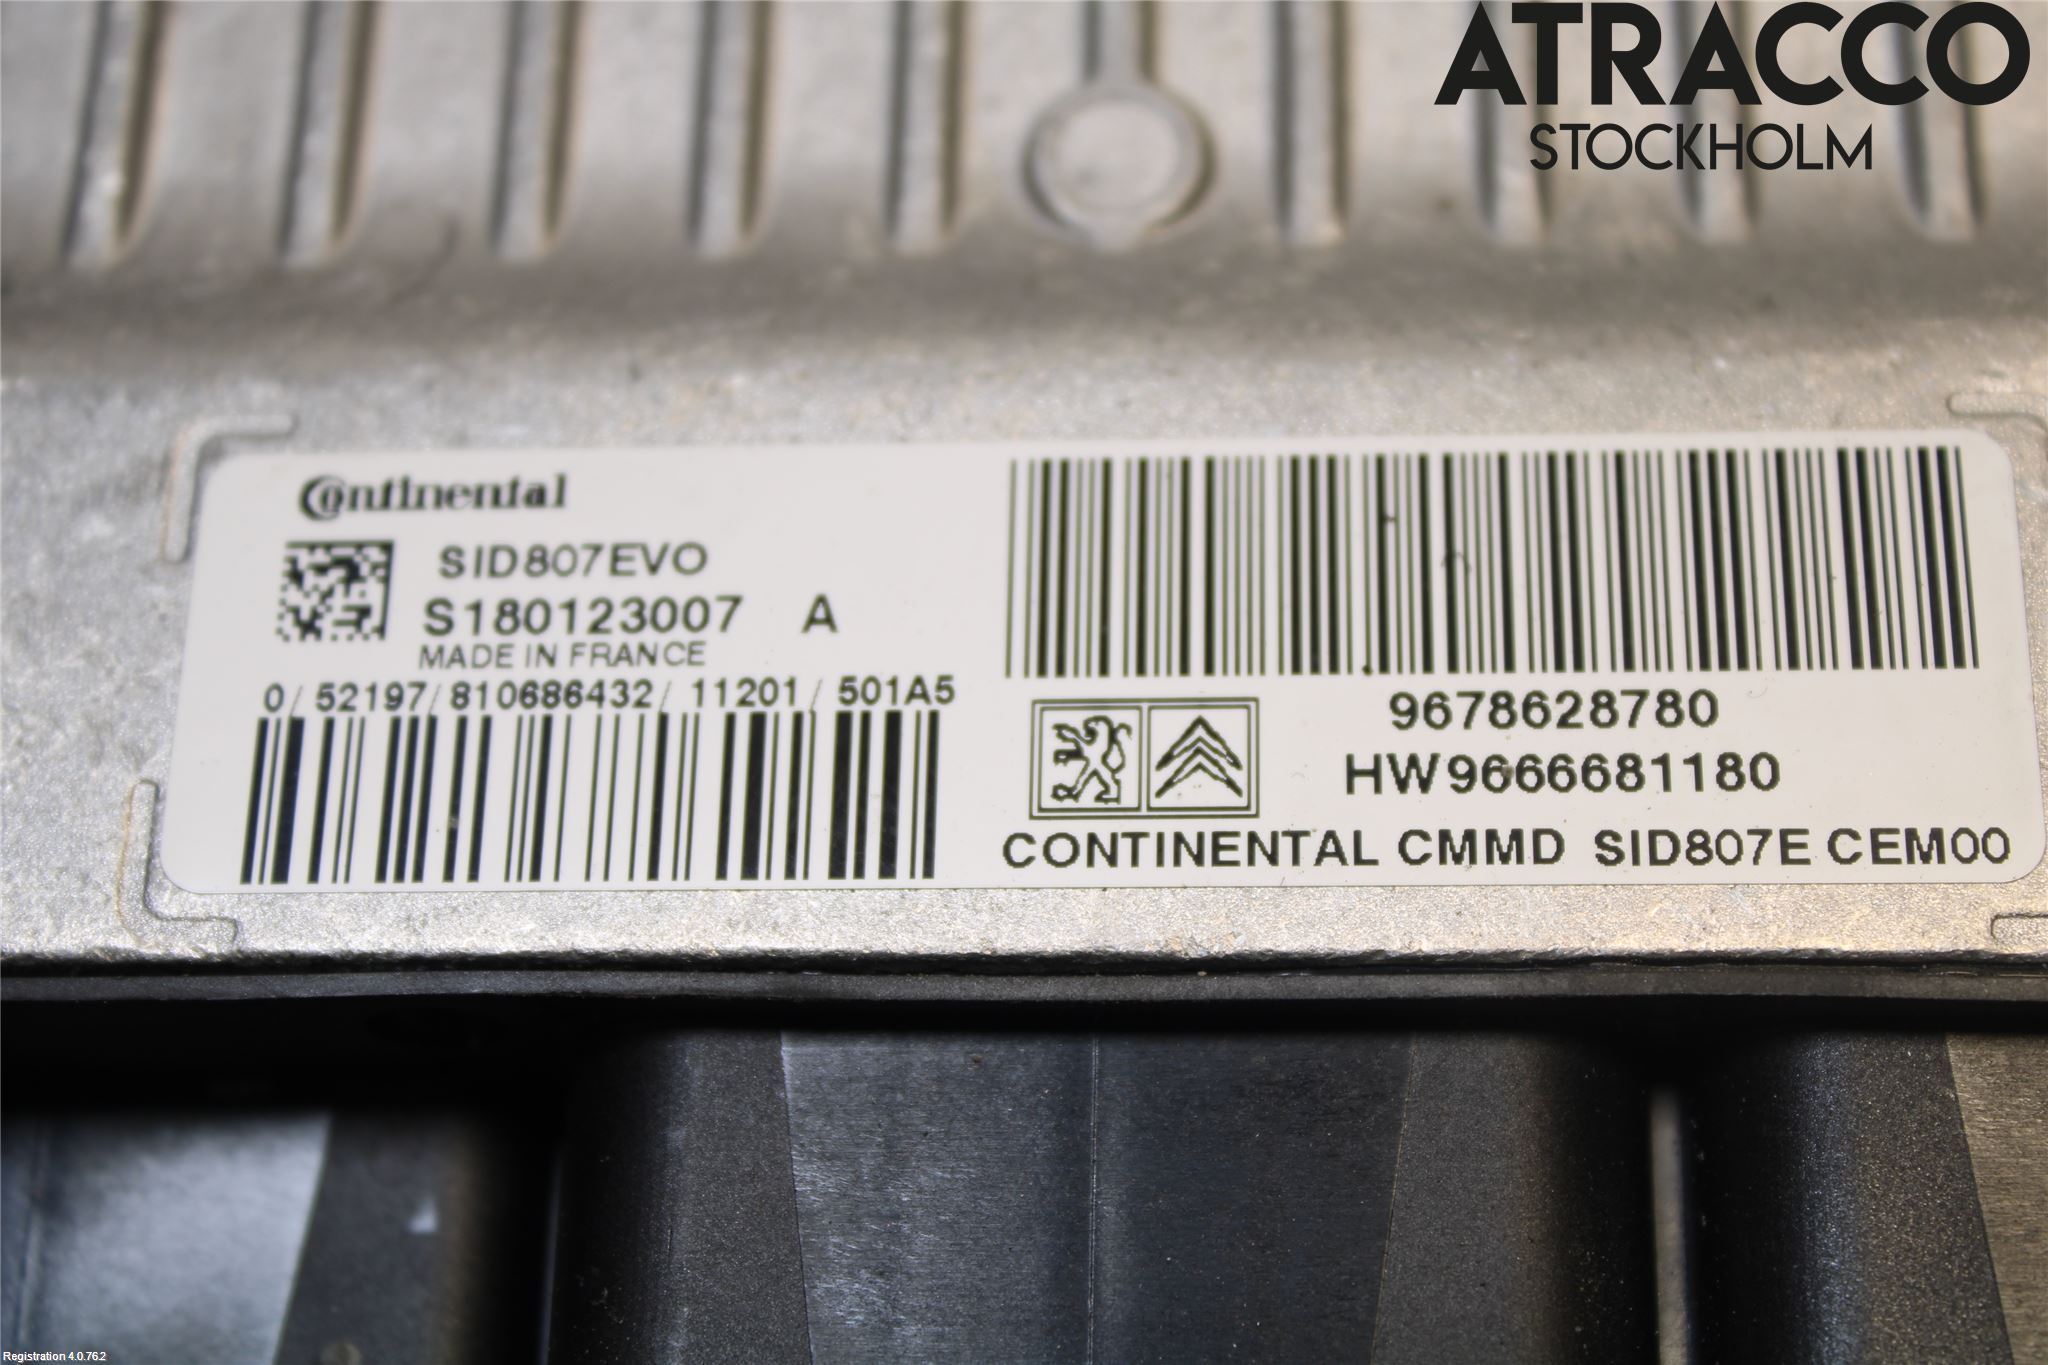 ATRACCO
STOCKHOLM
Continental
SID807EVO
S180123007 A
MADE IN FRANCE
0/52197/810686432/11201/501A5
9678628780
HW9666681180
CONTINENTAL CMMD SID807E CEM00
Registration 4.0.76.2